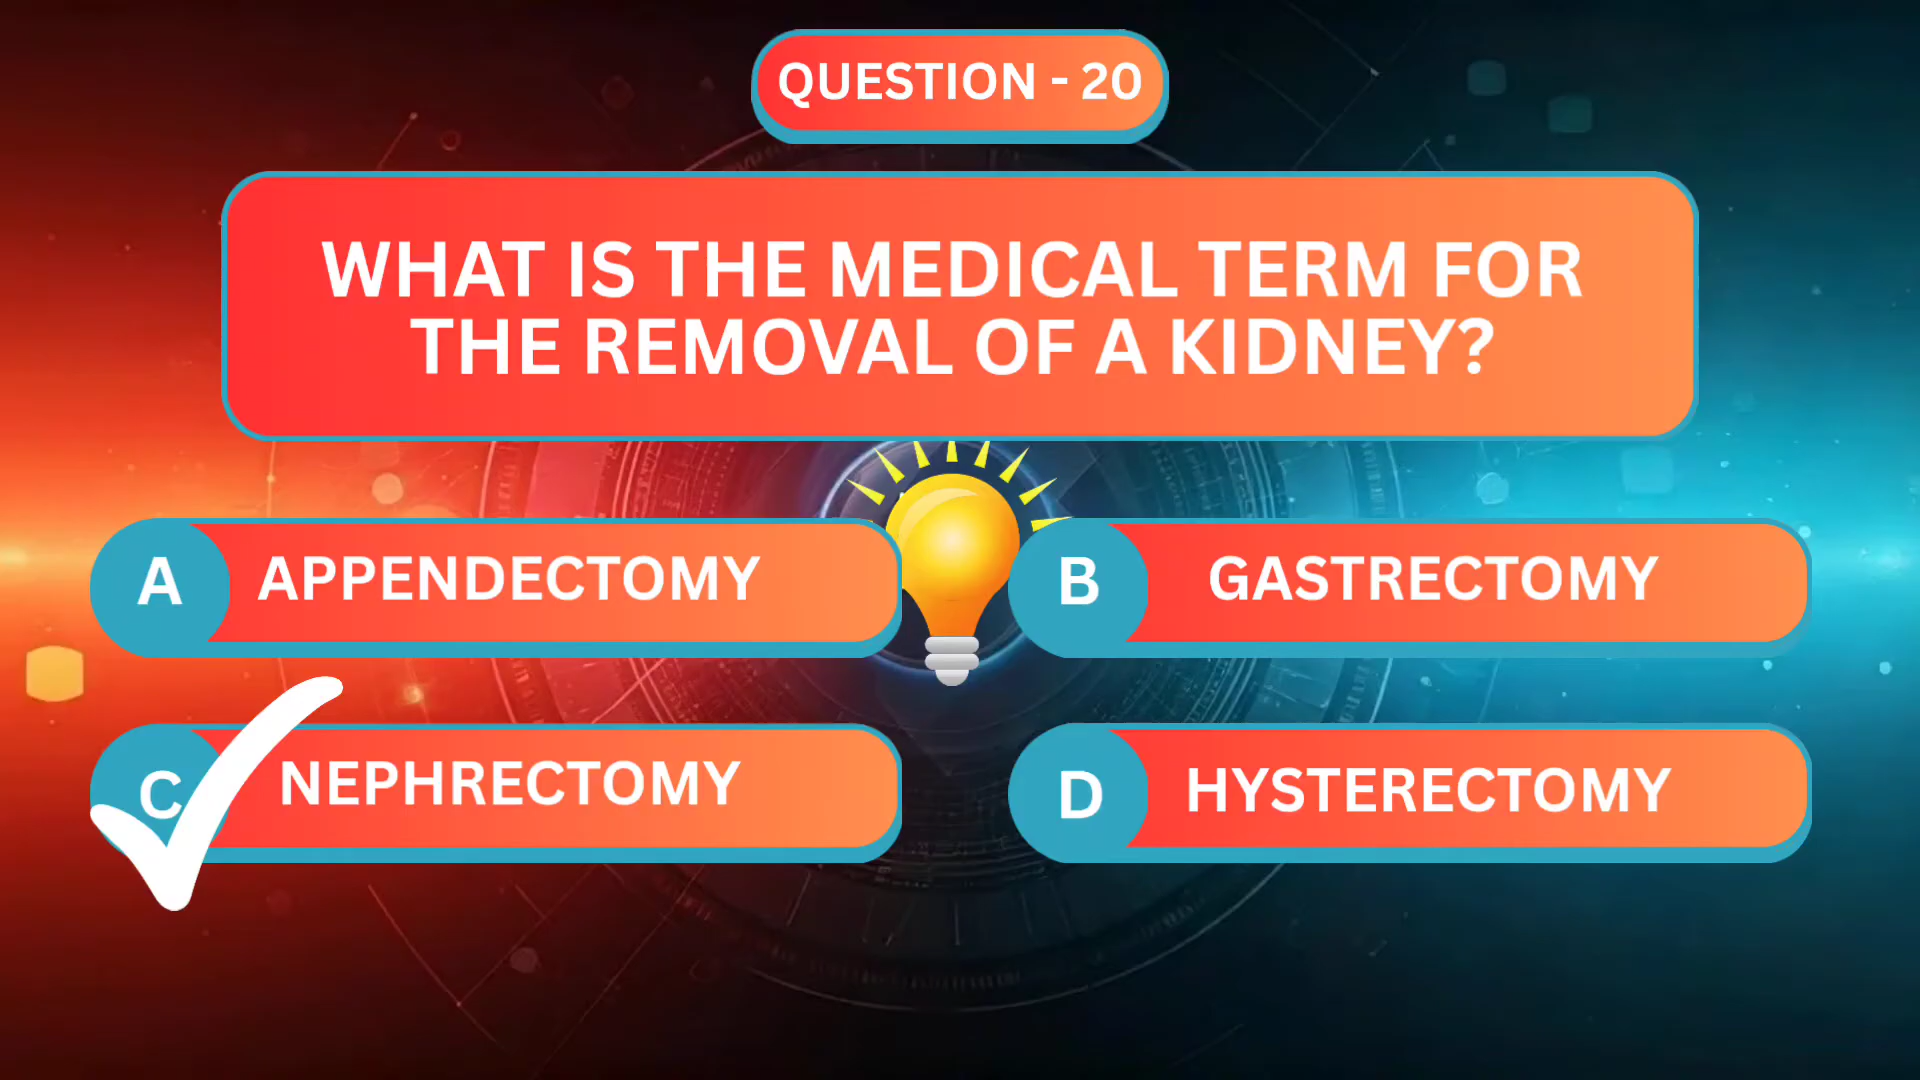 QUESTION - 20
WHAT IS THE MEDICAL TERM FOR
THE REMOVAL OF A KIDNEY?
A APPENDECTOMY
B GASTRECTOMY
C NEPHRECTOMY
D HYSTERECTOMY